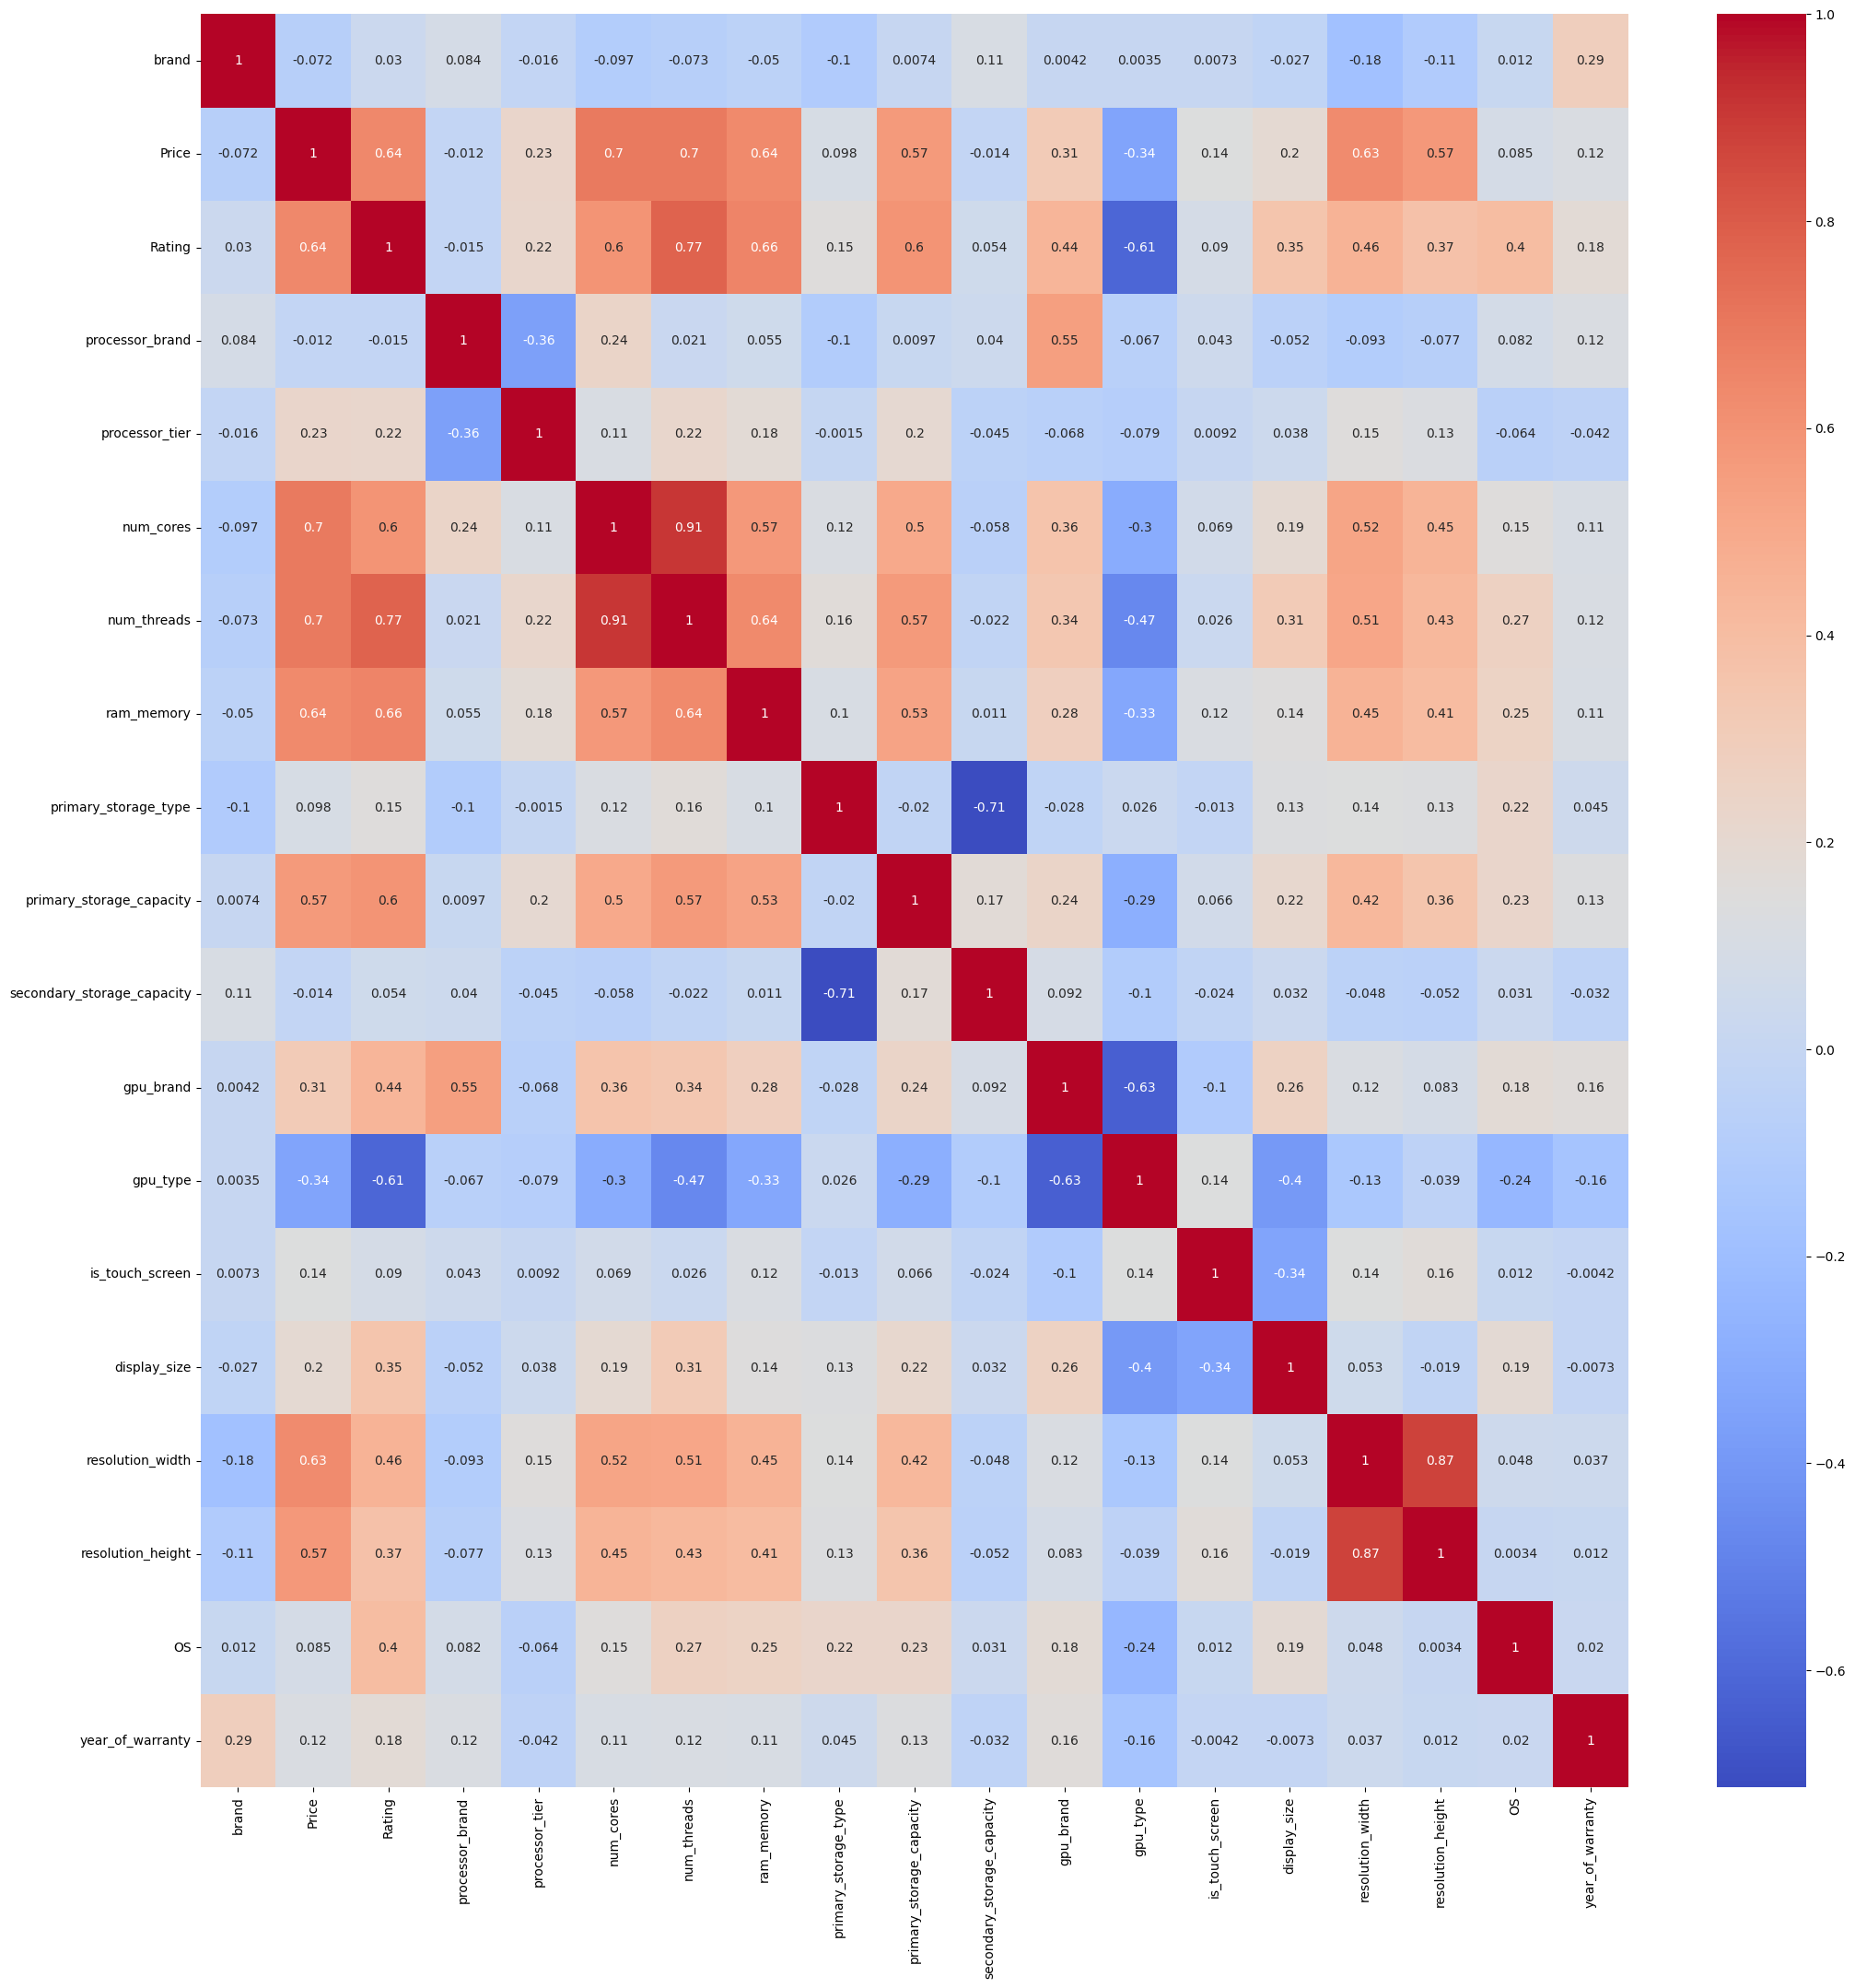 brand 1 -0.072 0.03 0.084 -0.016 -0.097 -0.073 -0.05 -0.1 0.0074 0.11 0.0042 0.0035 0.0073 -0.027 -0.18 -0.11 0.012 0.29
Price -0.072 1 0.64 -0.012 0.23 0.7 0.7 0.64 0.098 0.57 -0.014 0.31 -0.34 0.14 0.2 0.63 0.57 0.085 0.12
Rating 0.03 0.64 1 -0.015 0.22 0.6 0.77 0.66 0.15 0.6 0.054 0.44 -0.61 0.09 0.35 0.46 0.37 0.4 0.18
processor_brand 0.084 -0.012 -0.015 1 -0.36 0.24 0.021 0.055 -0.1 0.0097 0.04 0.55 -0.067 0.043 -0.052 -0.093 -0.077 0.082 0.12
processor_tier -0.016 0.23 0.22 -0.36 1 0.11 0.22 0.18 -0.0015 0.2 -0.045 -0.068 -0.079 0.0092 0.038 0.15 0.13 -0.064 -0.042
num_cores -0.097 0.7 0.6 0.24 0.11 1 0.91 0.57 0.12 0.5 -0.058 0.36 -0.3 0.069 0.19 0.52 0.45 0.15 0.11
num_threads -0.073 0.7 0.77 0.021 0.22 0.91 1 0.64 0.16 0.57 -0.022 0.34 -0.47 0.026 0.31 0.51 0.43 0.27 0.12
ram_memory -0.05 0.64 0.66 0.055 0.18 0.57 0.64 1 0.1 0.53 0.011 0.28 -0.33 0.12 0.14 0.45 0.41 0.25 0.11
primary_storage_type -0.1 0.098 0.15 -0.1 -0.0015 0.12 0.16 0.1 1 -0.02 -0.71 -0.028 0.026 -0.013 0.13 0.14 0.13 0.22 0.045
primary_storage_capacity 0.0074 0.57 0.6 0.0097 0.2 0.5 0.57 0.53 -0.02 1 0.17 0.24 -0.29 0.066 0.22 0.42 0.36 0.23 0.13
secondary_storage_capacity 0.11 -0.014 0.054 0.04 -0.045 -0.058 -0.022 0.011 -0.71 0.17 1 0.092 -0.1 -0.024 0.032 -0.048 -0.052 0.031 -0.032
gpu_brand 0.0042 0.31 0.44 0.55 -0.068 0.36 0.34 0.28 -0.028 0.24 0.092 1 -0.63 -0.1 0.26 0.12 0.083 0.18 0.16
gpu_type 0.0035 -0.34 -0.61 -0.067 -0.079 -0.3 -0.47 -0.33 0.026 -0.29 -0.1 -0.63 1 0.14 -0.4 -0.13 -0.039 -0.24 -0.16
is_touch_screen 0.0073 0.14 0.09 0.043 0.0092 0.069 0.026 0.12 -0.013 0.066 -0.024 -0.1 0.14 1 -0.34 0.14 0.16 0.012 -0.0042
display_size -0.027 0.2 0.35 -0.052 0.038 0.19 0.31 0.14 0.13 0.22 0.032 0.26 -0.4 -0.34 1 0.053 -0.019 0.19 -0.0073
resolution_width -0.18 0.63 0.46 -0.093 0.15 0.52 0.51 0.45 0.14 0.42 -0.048 0.12 -0.13 0.14 0.053 1 0.87 0.048 0.037
resolution_height -0.11 0.57 0.37 -0.077 0.13 0.45 0.43 0.41 0.13 0.36 -0.052 0.083 -0.039 0.16 -0.019 0.87 1 0.0034 0.012
OS 0.012 0.085 0.4 0.082 -0.064 0.15 0.27 0.25 0.22 0.23 0.031 0.18 -0.24 0.012 0.19 0.048 0.0034 1 0.02
year_of_warranty 0.29 0.12 0.18 0.12 -0.042 0.11 0.12 0.11 0.045 0.13 -0.032 0.16 -0.16 -0.0042 -0.0073 0.037 0.012 0.02 1
brand
Price
Rating
processor_brand
processor_tier
num_cores
num_threads
ram_memory
primary_storage_type
primary_storage_capacity
secondary_storage_capacity
gpu_brand
gpu_type
is_touch_screen
display_size
resolution_width
resolution_height
OS
year_of_warranty
1.0
0.8
0.6
0.4
0.2
0.0
−0.2
−0.4
−0.6